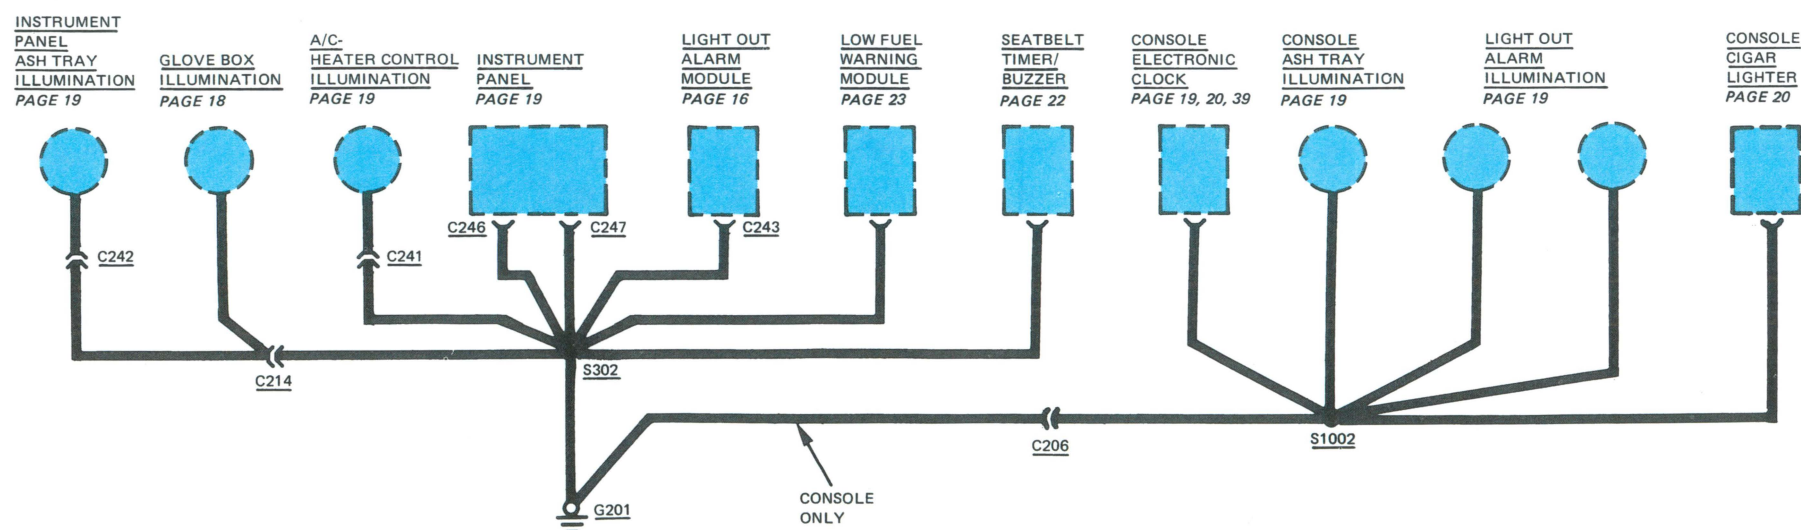 INSTRUMENT
PANEL
ASH TRAY
ILLUMINATION
PAGE 19
GLOVE BOX
ILLUMINATION
PAGE 18
A/C-
HEATER CONTROL
ILLUMINATION
PAGE 19
INSTRUMENT
PANEL
PAGE 19
LIGHT OUT
ALARM
MODULE
PAGE 16
LOW FUEL
WARNING
MODULE
PAGE 23
SEATBELT
TIMER/
BUZZER
PAGE 22
CONSOLE
ELECTRONIC
CLOCK
PAGE 19, 20, 39
CONSOLE
ASH TRAY
ILLUMINATION
PAGE 19
LIGHT OUT
ALARM
ILLUMINATION
PAGE 19
CONSOLE
CIGAR
LIGHTER
PAGE 20
C246
C247
C243
C242
C241
C214
S302
C206
S1002
CONSOLE
ONLY
G201